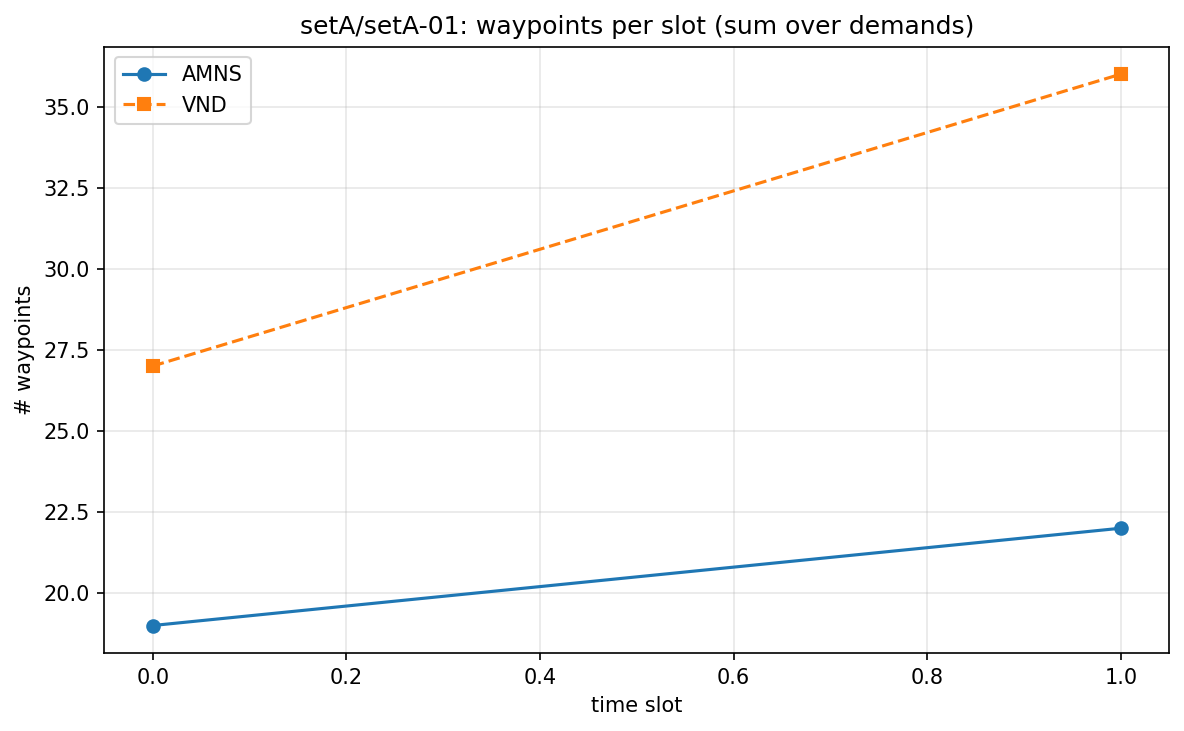 setA/setA-01: waypoints per slot (sum over demands)
AMNS
VND
# waypoints
35.0
32.5
30.0
27.5
25.0
22.5
20.0
0.0 0.2 0.4 0.6 0.8 1.0
time slot